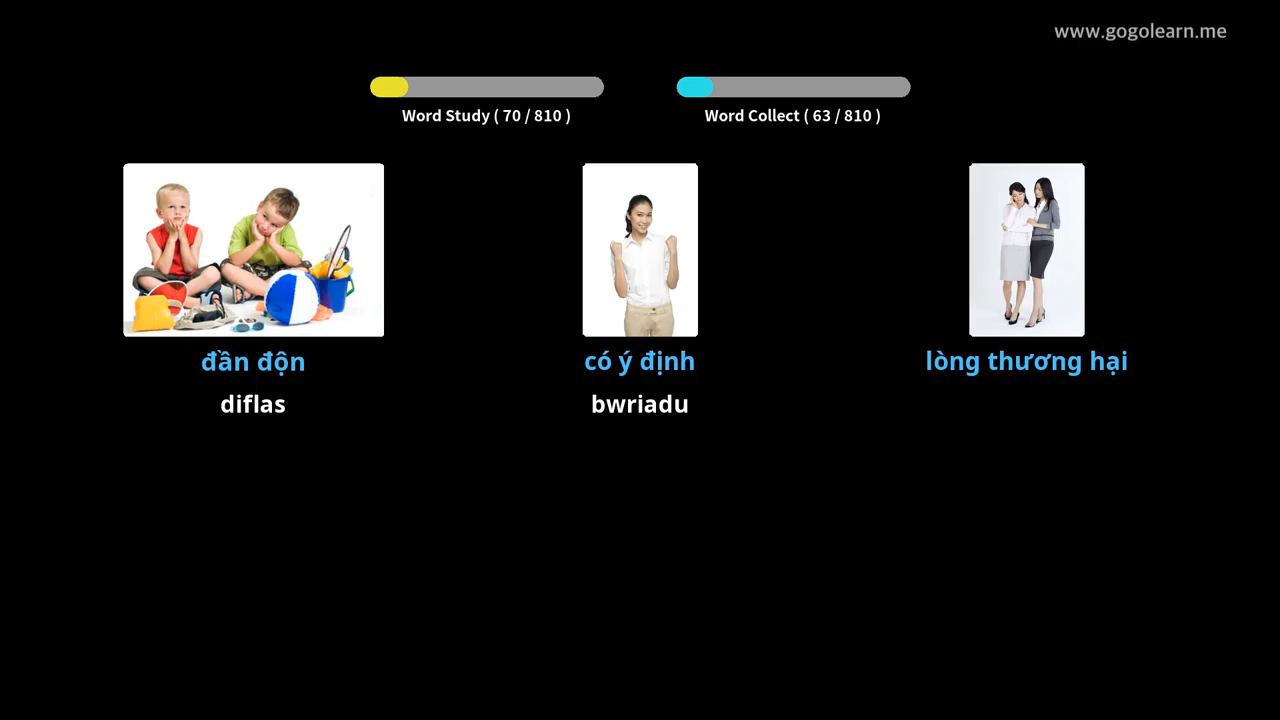 www.gogolearn.me
Word Study ( 70 / 810 )
Word Collect ( 63 / 810 )
đần độn
có ý định
lòng thương hại
diflas
bwriadu